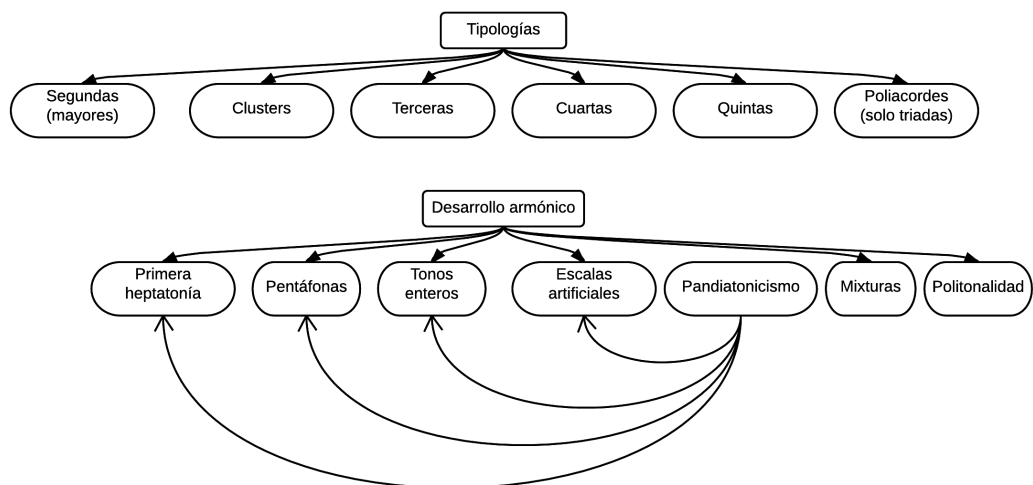 Tipologías
Segundas
(mayores)
Clusters
Terceras
Cuartas
Quintas
Poliacordes
(solo triadas)
Desarrollo armónico
Primera
heptatonía
Pentáfonas
Tonos
enteros
Escalas
artificiales
Pandiatonicismo
Mixturas
Politonalidad